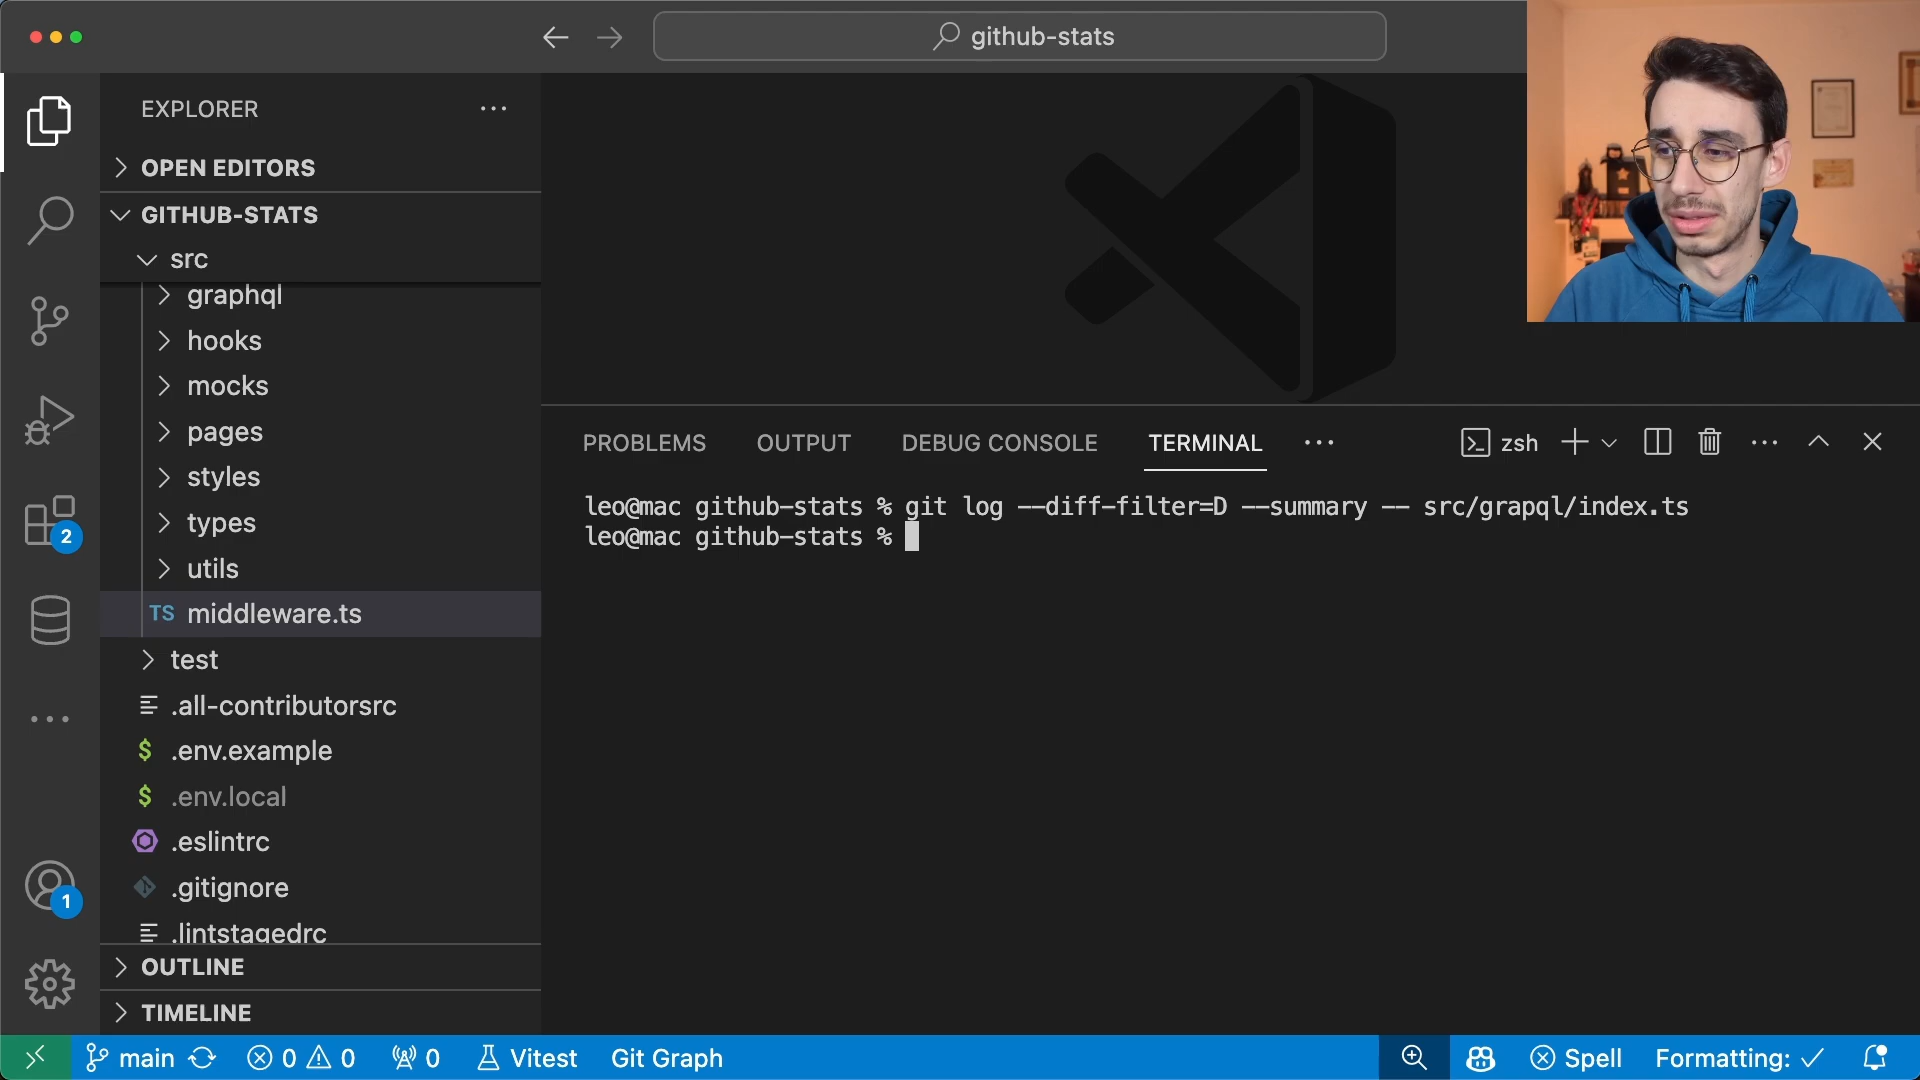 github-stats
EXPLORER
OPEN EDITORS
GITHUB-STATS
src
graphql
hooks
mocks
pages
styles
types
utils
TS middleware.ts
test
.all-contributorsrc
$ .env.example
$ .env.local
.eslintrc
.gitignore
.lintstagedrc
OUTLINE
TIMELINE
2
1
PROBLEMS OUTPUT DEBUG CONSOLE TERMINAL zsh
leo@mac github-stats % git log --diff-filter=D --summary -- src/grapql/index.ts
leo@mac github-stats %
main 0 0 0 Vitest Git Graph Spell Formatting: